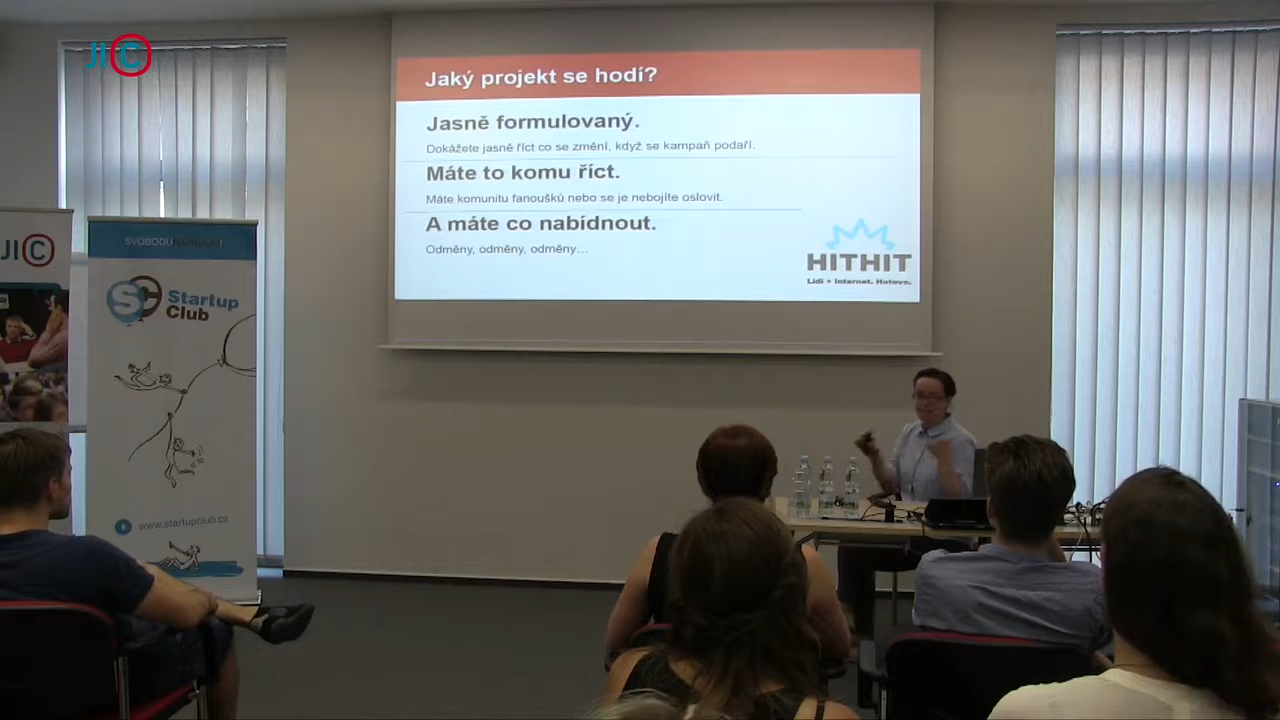 JIC
Jaký projekt se hodí?
Jasně formulovaný.
Dokážete jasně říct co se změní, když se kampaň podaří.
Máte to komu říct.
Máte komunitu fanoušků nebo se je nebojíte oslovit.
A máte co nabídnout.
Odměny, odměny, odměny...
HITHIT
Lidi + Internet. Hotovo.
JIC
SC Startup
Club
www.startupclub.cz